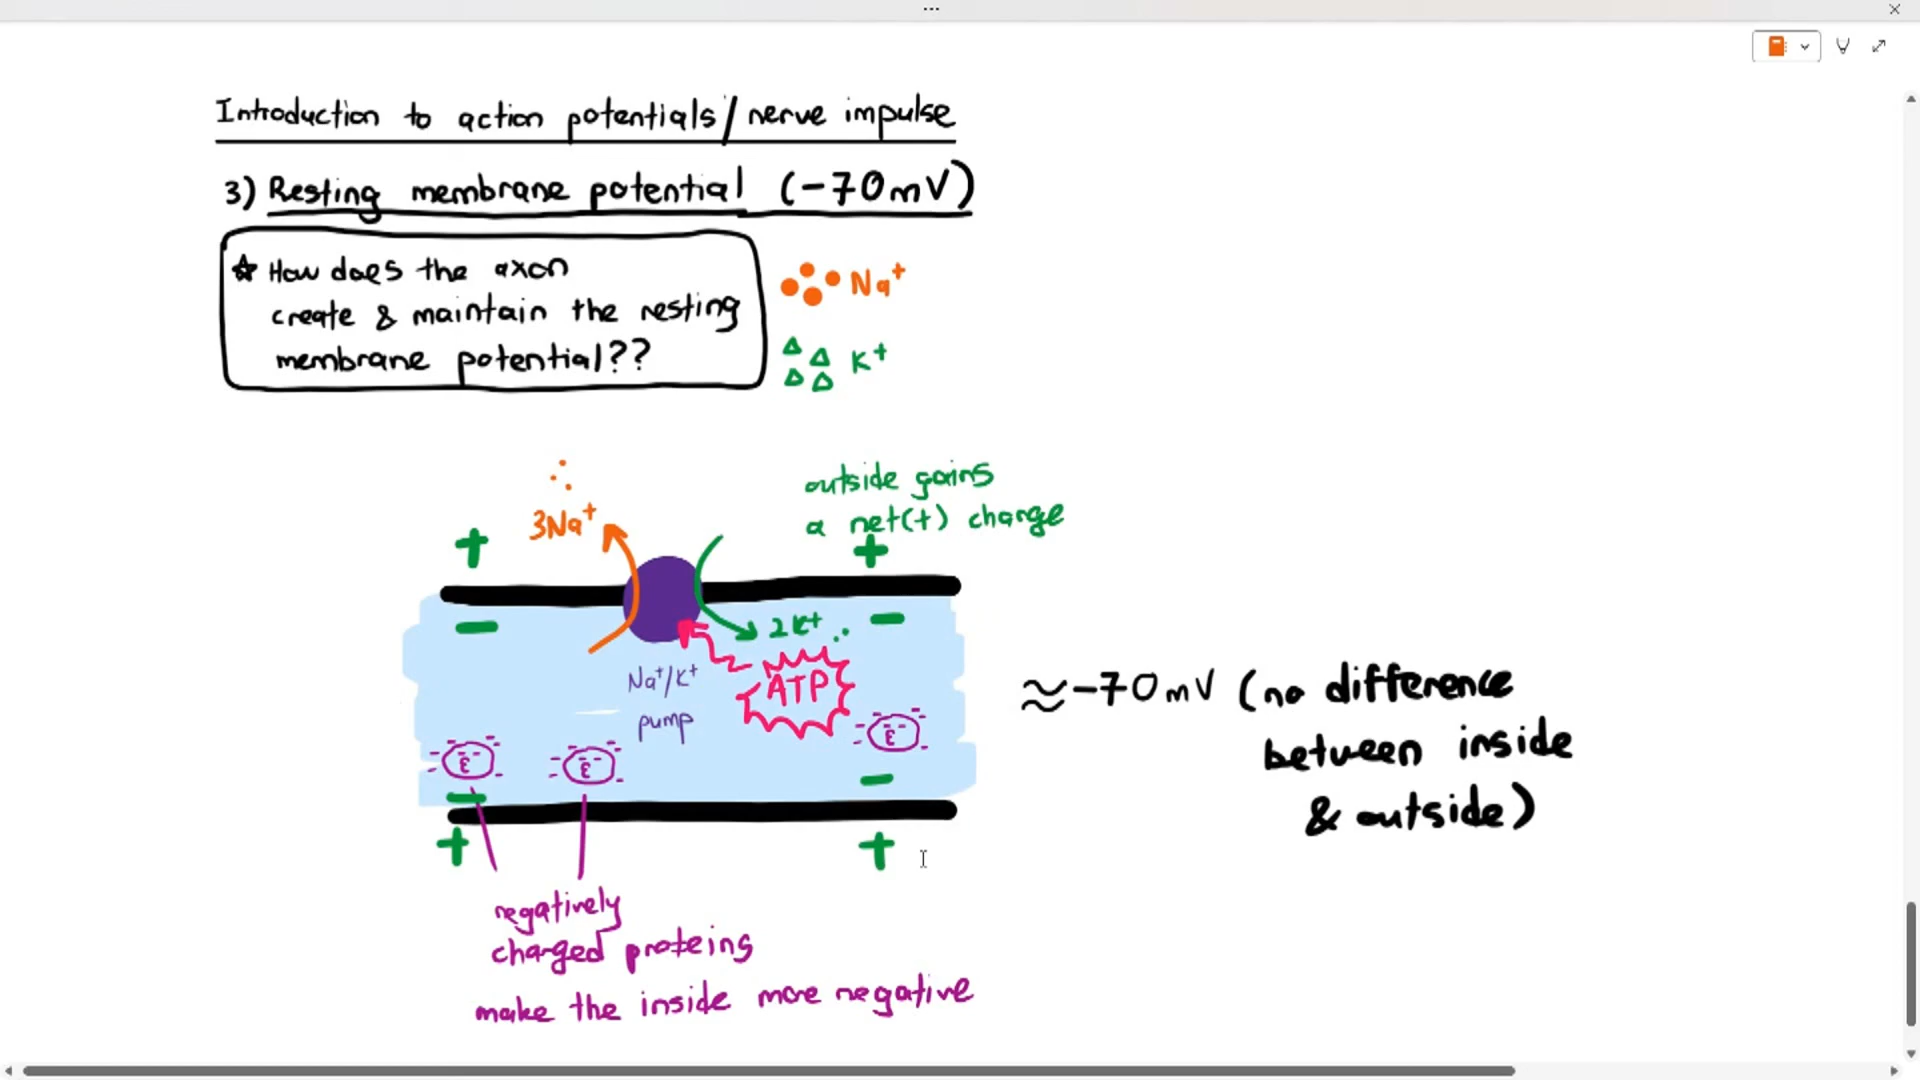 Introduction to action potentials/nerve impulse
3) Resting membrane potential (-70mV)
☆ How does the axon
create & maintain the resting
membrane potential??
Na⁺
K⁺
outside gains
a net(+) charge
3Na⁺
+
+
2K⁺
-
-
Na⁺/K⁺
pump
ATP
≈-70mV (no difference
between inside
& outside)
-
-
+
+
negatively
charged proteins
make the inside more negative